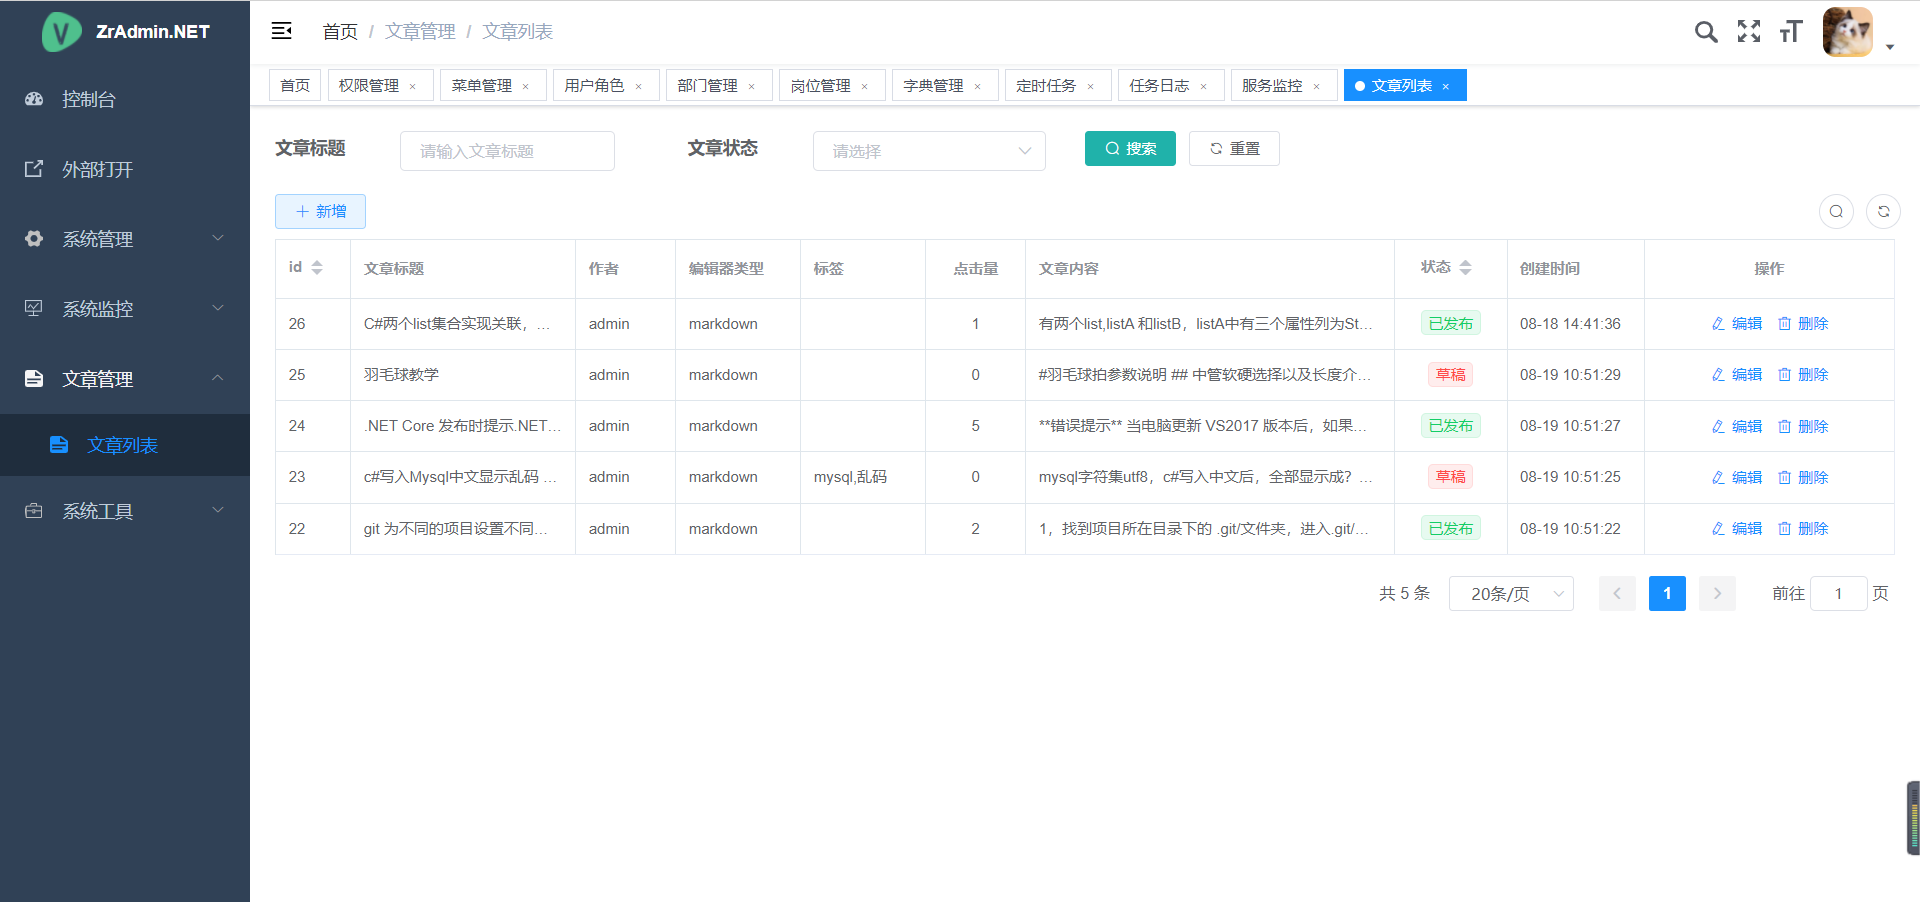 ZrAdmin.NET
控制台
外部打开
系统管理
系统监控
文章管理
文章列表
系统工具
首页 / 文章管理 / 文章列表
首页 权限管理 × 菜单管理 × 用户角色 × 部门管理 × 岗位管理 × 字典管理 × 定时任务 × 任务日志 × 服务监控 × 文章列表 ×
文章标题 请输入文章标题 文章状态 请选择 搜索 重置
新增
id 文章标题 作者 编辑器类型 标签 点击量 文章内容 状态 创建时间 操作
26 C#两个list集合实现关联，... admin markdown 1 有两个list,listA 和listB，listA中有三个属性列为St... 已发布 08-18 14:41:36 编辑 删除
25 羽毛球教学 admin markdown 0 #羽毛球拍参数说明 ## 中管软硬选择以及长度介... 草稿 08-19 10:51:29 编辑 删除
24 .NET Core 发布时提示.NET... admin markdown 5 **错误提示** 当电脑更新 VS2017 版本后，如果... 已发布 08-19 10:51:27 编辑 删除
23 c#写入Mysql中文显示乱码 ... admin markdown mysql,乱码 0 mysql字符集utf8，c#写入中文后，全部显示成？... 草稿 08-19 10:51:25 编辑 删除
22 git 为不同的项目设置不同... admin markdown 2 1，找到项目所在目录下的 .git/文件夹，进入.git/... 已发布 08-19 10:51:22 编辑 删除
共 5 条 20条/页 1 前往 1 页